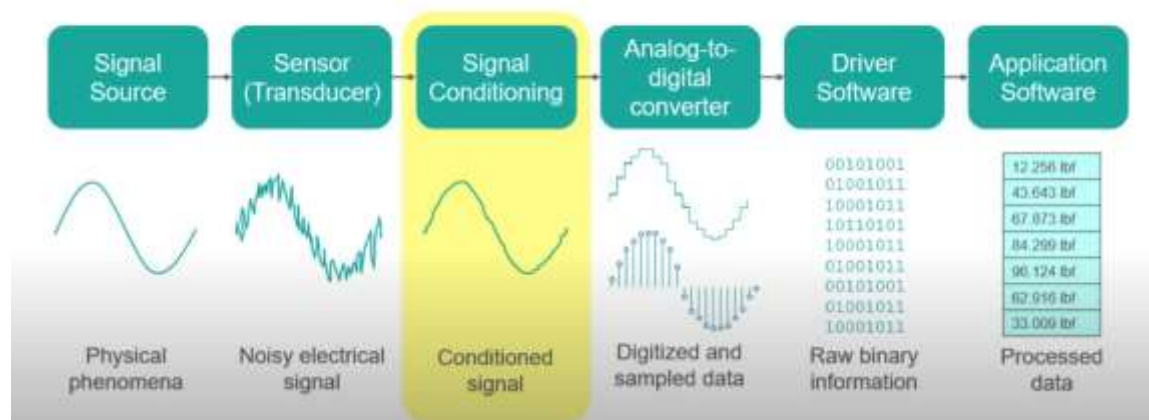 Signal
Source
Sensor
(Transducer)
Signal
Conditioning
Analog-to-
digital
converter
Driver
Software
Application
Software
00101001
01001011
10001011
10110101
10001011
01001011
00101001
01001011
10001011
12.256 lbf
43.643 lbf
67.873 lbf
84.299 lbf
96.124 lbf
62.916 lbf
33.009 lbf
Physical
phenomena
Noisy electrical
signal
Conditioned
signal
Digitized and
sampled data
Raw binary
information
Processed
data